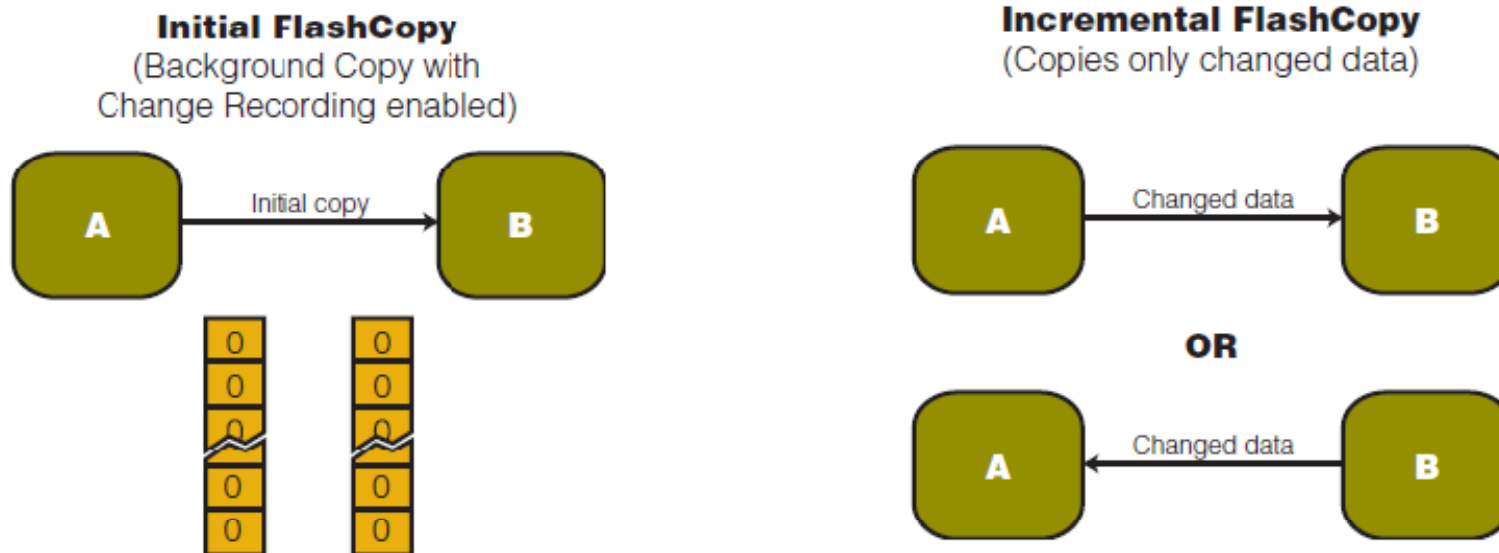 Initial FlashCopy
(Background Copy with
Change Recording enabled)
A
Initial copy
B
0 0
0 0
0 0
0 0
0 0
Incremental FlashCopy
(Copies only changed data)
A
Changed data
B
OR
A
Changed data
B